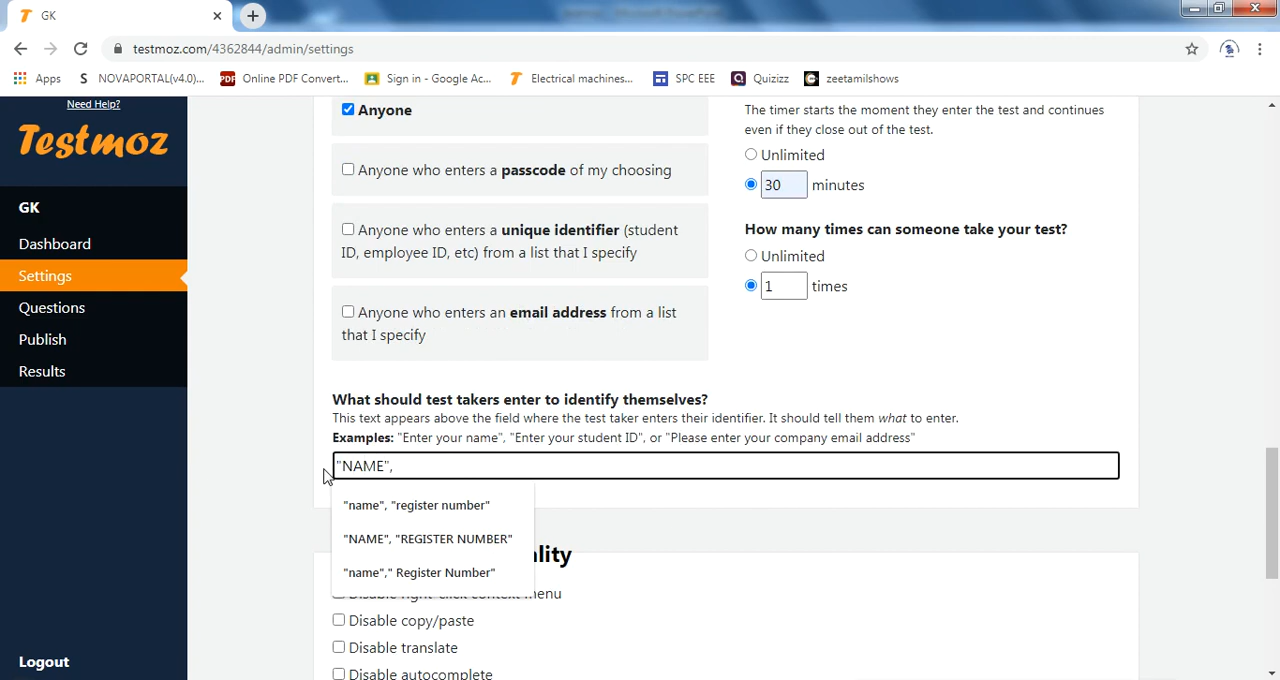 GK
testmoz.com/4362844/admin/settings
Apps
NOVAPORTAL(v4.0)...
PDF
Online PDF Convert...
Sign in - Google Ac...
Electrical machines...
SPC EEE
Quizizz
zeetamilshows
Need Help?
Testmoz
GK
Dashboard
Settings
Questions
Publish
Results
Logout
Anyone
Anyone who enters a passcode of my choosing
Anyone who enters a unique identifier (student
ID, employee ID, etc) from a list that I specify
Anyone who enters an email address from a list
that I specify
The timer starts the moment they enter the test and continues
even if they close out of the test.
Unlimited
30 minutes
How many times can someone take your test?
Unlimited
1 times
What should test takers enter to identify themselves?
This text appears above the field where the test taker enters their identifier. It should tell them what to enter.
Examples: "Enter your name", "Enter your student ID", or "Please enter your company email address"
"NAME",
"name", "register number"
"NAME", "REGISTER NUMBER"
"name"," Register Number"
ality
Disable right-click context menu
Disable copy/paste
Disable translate
Disable autocomplete